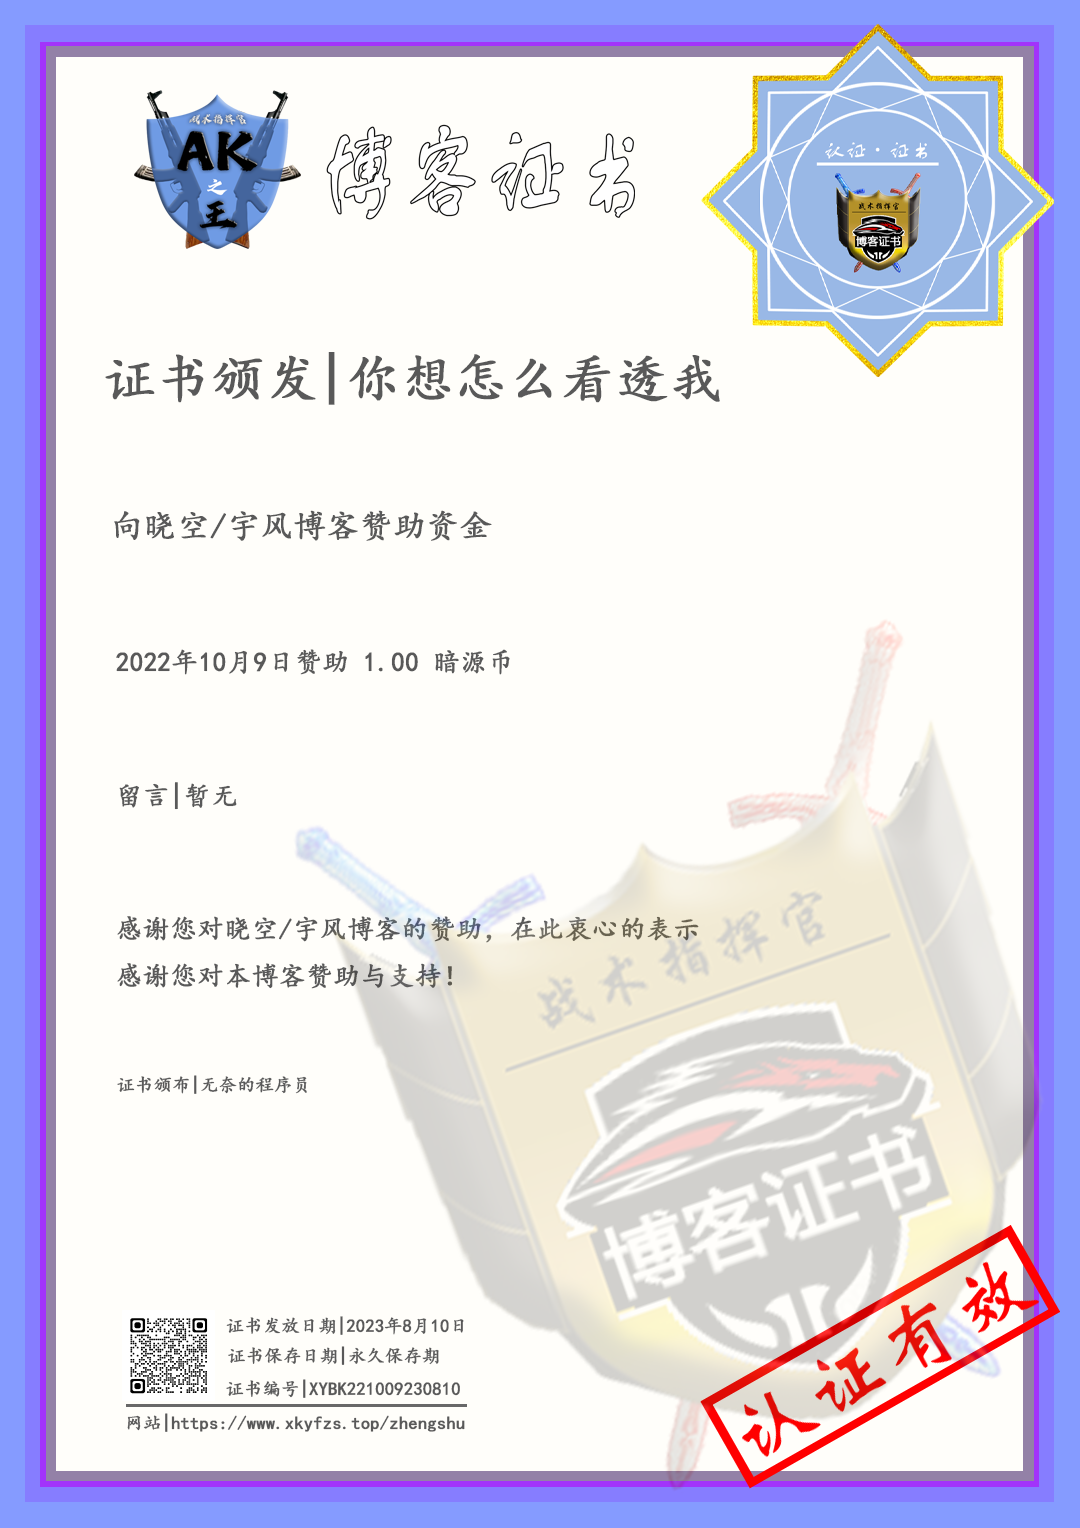 战术指挥官
AK
之
王
博客证书
认证·证书
战术指挥官
博客证书
证书颁发|你想怎么看透我
向晓空/宇风博客赞助资金
2022年10月9日赞助 1.00 暗源币
留言|暂无
感谢您对晓空/宇风博客的赞助，在此衷心的表示
感谢您对本博客赞助与支持！
战术指挥官
博客证书
证书颁布|无奈的程序员
证书发放日期|2023年8月10日
证书保存日期|永久保存期
证书编号|XYBK221009230810
网站|https://www.xkyfzs.top/zhengshu
认证有效